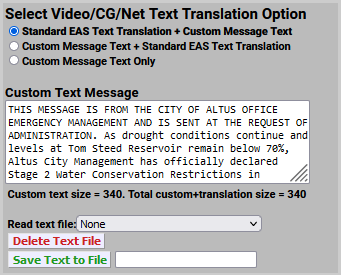 Select Video/CG/Net Text Translation Option
Standard EAS Text Translation + Custom Message Text
Custom Message Text + Standard EAS Text Translation
Custom Message Text Only
Custom Text Message
THIS MESSAGE IS FROM THE CITY OF ALTUS OFFICE
EMERGENCY MANAGEMENT AND IS SENT AT THE REQUEST OF
ADMINISTRATION. As drought conditions continue and
levels at Tom Steed Reservoir remain below 70%,
Altus City Management has officially declared
Stage 2 Water Conservation Restrictions in
Custom text size = 340. Total custom+translation size = 340
Read text file: None
Delete Text File
Save Text to File